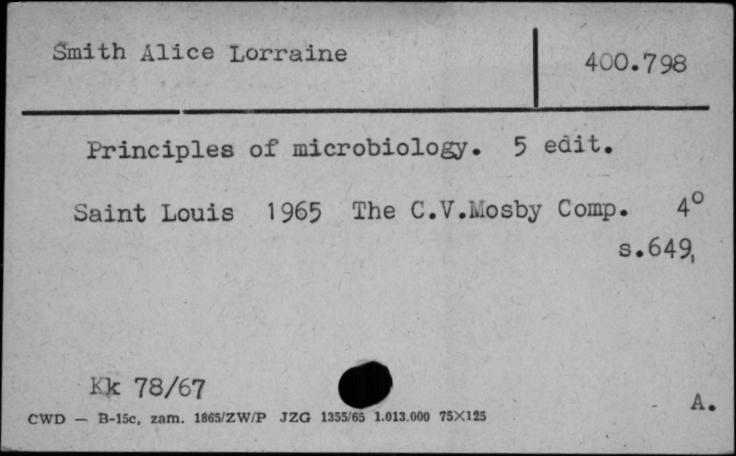 Smith Alice Lorraine
400.798
Principles of microbiology. 5 edit.
Saint Louis 1965 The C.V.Mosby Comp. 4°
s.649,
Kk 78/67
A.
CWD — B-15c, zam. 1865/ZW/P JZG 1355/65 1.013.000 75×125